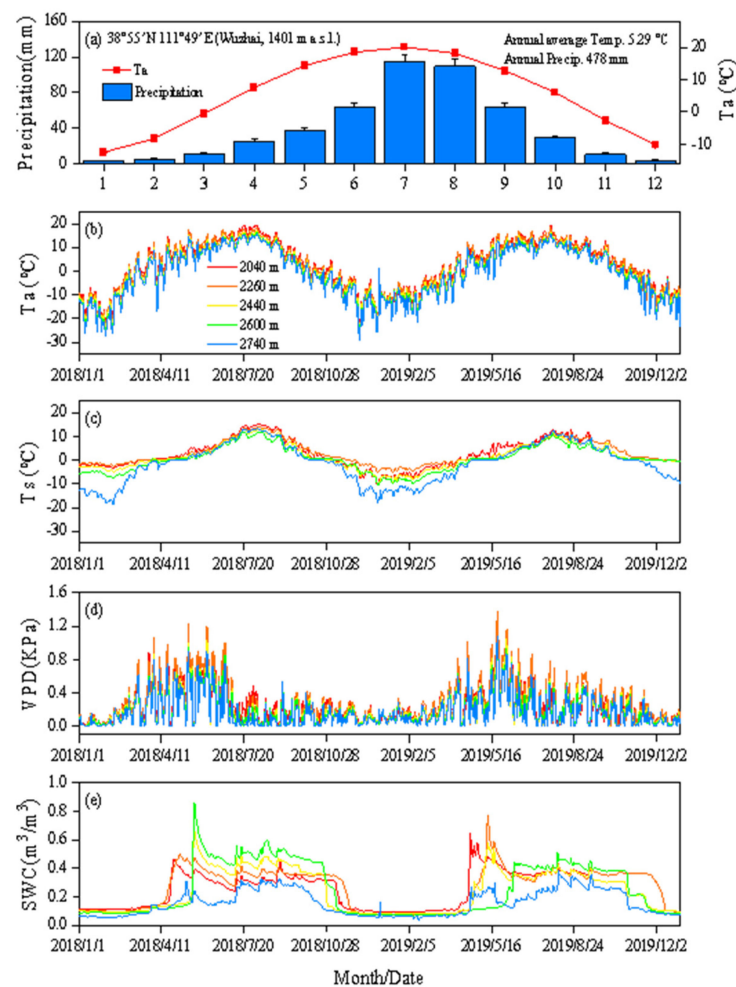 (a) 38°55′N 111°49′E (Wuzhai, 1401 m a.s.l.)
Annual average Temp. 5.29 °C
Annual Precip. 478 mm
Ta
Precipitation
Precipitation(mm)
160
120
80
40
0
Ta (°C)
20
10
0
-10
1 2 3 4 5 6 7 8 9 10 11 12
(b)
Ta (°C)
20
10
0
-10
-20
-30
2040 m
2260 m
2440 m
2600 m
2740 m
2018/1/1 2018/4/11 2018/7/20 2018/10/28 2019/2/5 2019/5/16 2019/8/24 2019/12/2
(c)
Ts (°C)
20
10
0
-10
-20
-30
2018/1/1 2018/4/11 2018/7/20 2018/10/28 2019/2/5 2019/5/16 2019/8/24 2019/12/2
(d)
VPD(KPa)
1.6
1.2
0.8
0.4
0.0
2018/1/1 2018/4/11 2018/7/20 2018/10/28 2019/2/5 2019/5/16 2019/8/24 2019/12/2
(e)
SWC(m³/m³)
1.0
0.8
0.6
0.4
0.2
0.0
2018/1/1 2018/4/11 2018/7/20 2018/10/28 2019/2/5 2019/5/16 2019/8/24 2019/12/2
Month/Date